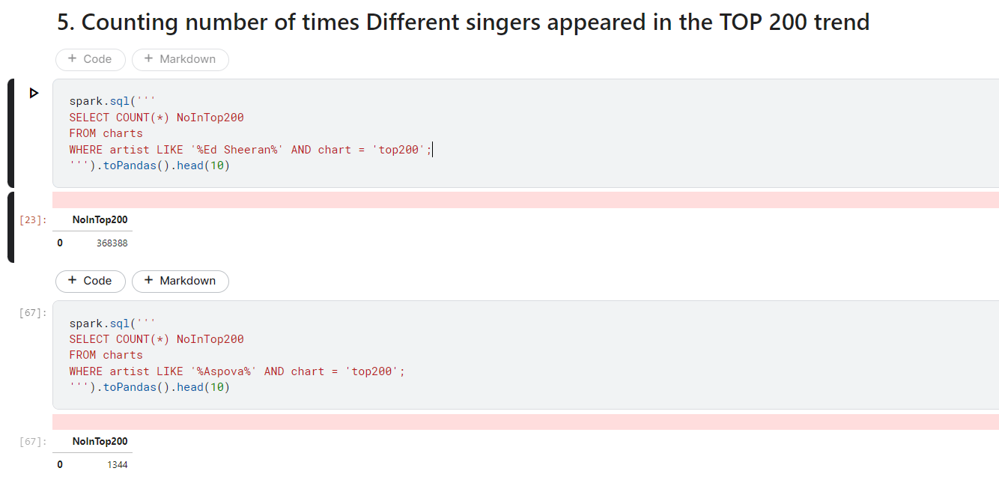 5. Counting number of times Different singers appeared in the TOP 200 trend
+ Code + Markdown
spark.sql('''
SELECT COUNT(*) NoInTop200
FROM charts
WHERE artist LIKE '%Ed Sheeran%' AND chart = 'top200';
''').toPandas().head(10)
[23]: NoInTop200
0 368388
+ Code + Markdown
[67]:
spark.sql('''
SELECT COUNT(*) NoInTop200
FROM charts
WHERE artist LIKE '%Aspova%' AND chart = 'top200';
''').toPandas().head(10)
[67]: NoInTop200
0 1344